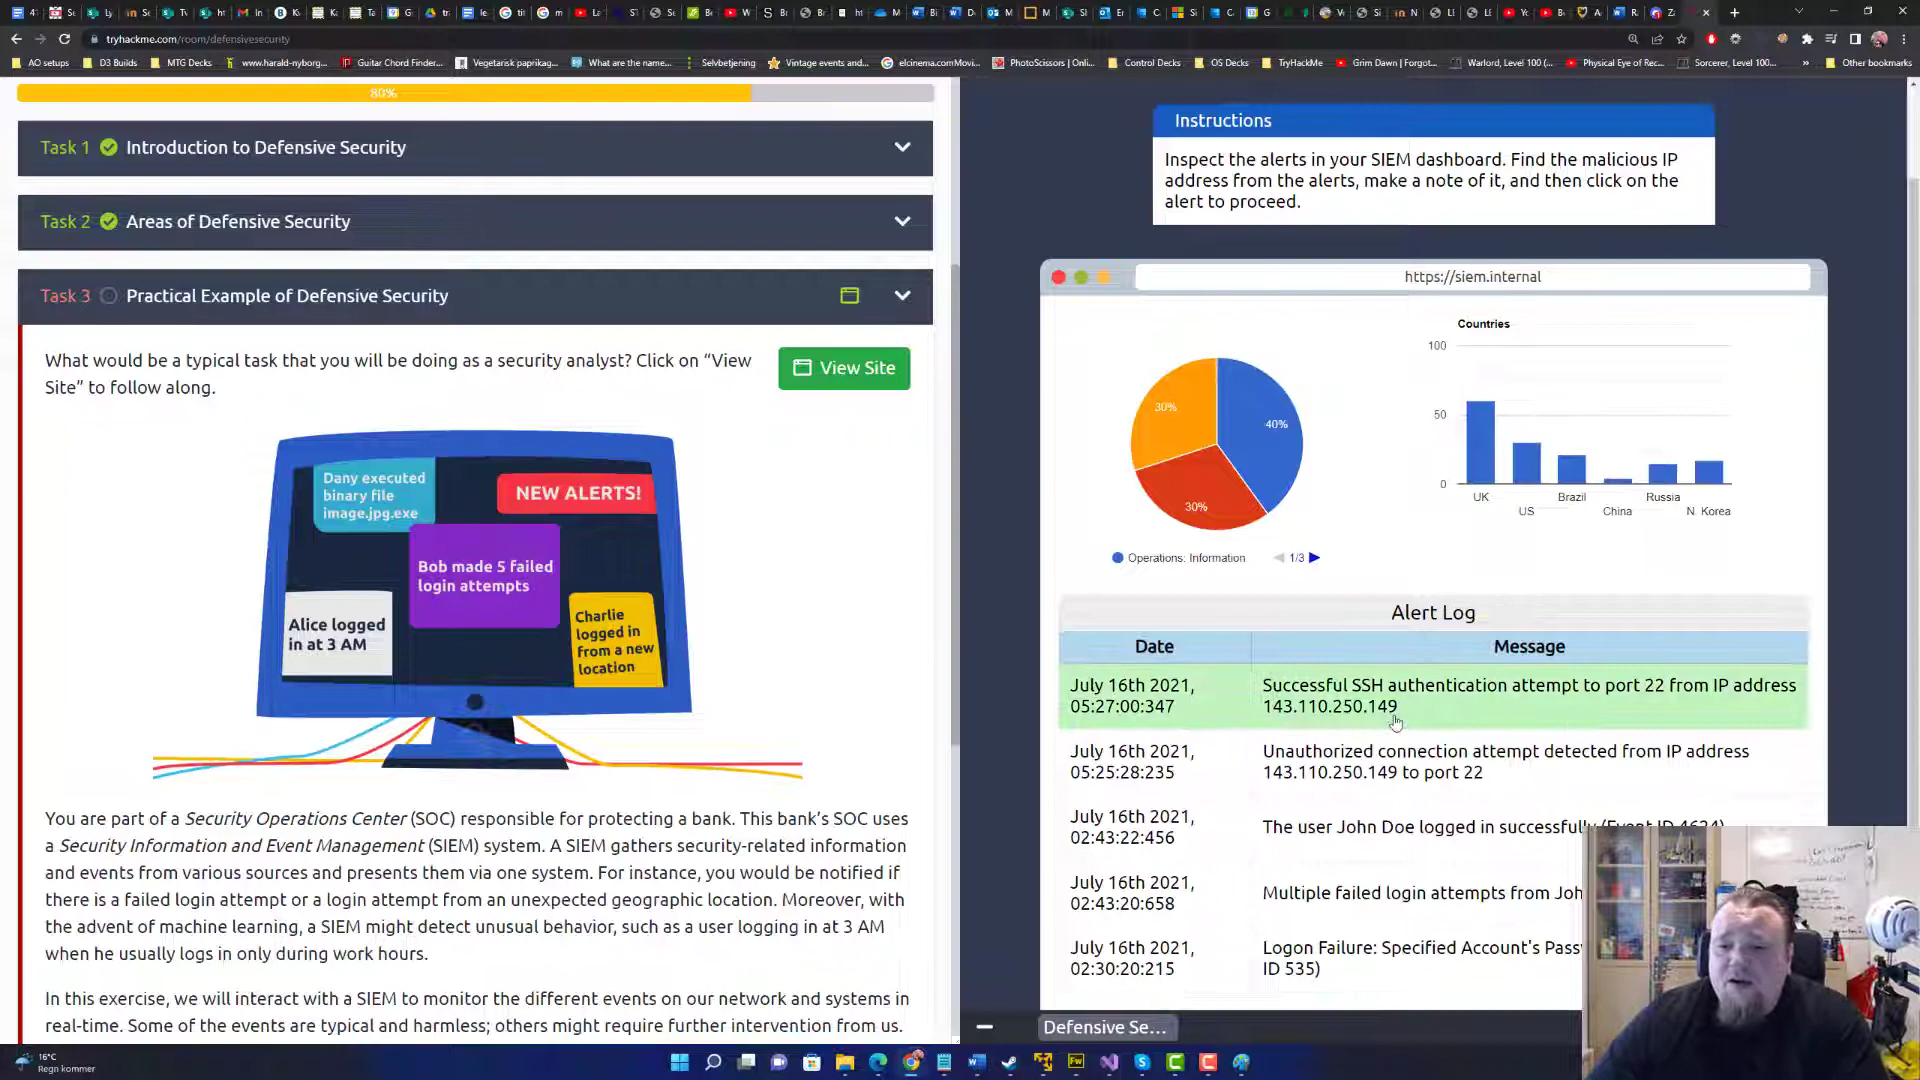 tryhackme.com/room/defensivesecurity
AO setups
D3 Builds
MTG Decks
www.harald-nyborg...
Guitar Chord Finder...
Vegetarisk paprikag...
What are the name...
Selvbetjening
Vintage events and...
elcinema.comMovi...
PhotoScissors | Onli...
Control Decks
OS Decks
TryHackMe
Grim Dawn | Forgot...
Warlord, Level 100 (...
Physical Eye of Rec...
Sorcerer, Level 100...
Other bookmarks
80%
Task 1 Introduction to Defensive Security
Task 2 Areas of Defensive Security
Task 3 Practical Example of Defensive Security
What would be a typical task that you will be doing as a security analyst? Click on “View
Site” to follow along.
View Site
Dany executed
binary file
image.jpg.exe
NEW ALERTS!
Bob made 5 failed
login attempts
Alice logged
in at 3 AM
Charlie
logged in
from a new
location
You are part of a Security Operations Center (SOC) responsible for protecting a bank. This bank’s SOC uses
a Security Information and Event Management (SIEM) system. A SIEM gathers security-related information
and events from various sources and presents them via one system. For instance, you would be notified if
there is a failed login attempt or a login attempt from an unexpected geographic location. Moreover, with
the advent of machine learning, a SIEM might detect unusual behavior, such as a user logging in at 3 AM
when he usually logs in only during work hours.
In this exercise, we will interact with a SIEM to monitor the different events on our network and systems in
real-time. Some of the events are typical and harmless; others might require further intervention from us.
Instructions
Inspect the alerts in your SIEM dashboard. Find the malicious IP
address from the alerts, make a note of it, and then click on the
alert to proceed.
https://siem.internal
30%
40%
30%
Operations: Information
1/3
Countries
100
50
0
UK
US
Brazil
China
Russia
N. Korea
Alert Log
Date Message
July 16th 2021,
05:27:00:347
Successful SSH authentication attempt to port 22 from IP address
143.110.250.149
July 16th 2021,
05:25:28:235
Unauthorized connection attempt detected from IP address
143.110.250.149 to port 22
July 16th 2021,
02:43:22:456
The user John Doe logged in successfully (Event ID 4624)
July 16th 2021,
02:43:20:658
Multiple failed login attempts from Joh
July 16th 2021,
02:30:20:215
Logon Failure: Specified Account's Pass
ID 535)
Defensive Se...
16°C
Regn kommer